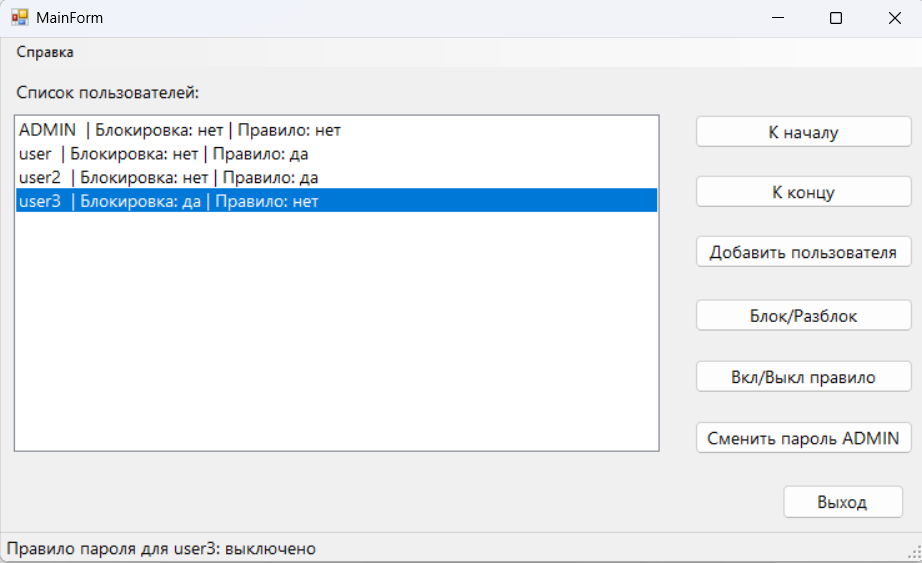 MainForm
Справка
Список пользователей:
ADMIN | Блокировка: нет | Правило: нет
user | Блокировка: нет | Правило: да
user2 | Блокировка: нет | Правило: да
user3 | Блокировка: да | Правило: нет
К началу
К концу
Добавить пользователя
Блок/Разблок
Вкл/Выкл правило
Сменить пароль ADMIN
Выход
Правило пароля для user3: выключено